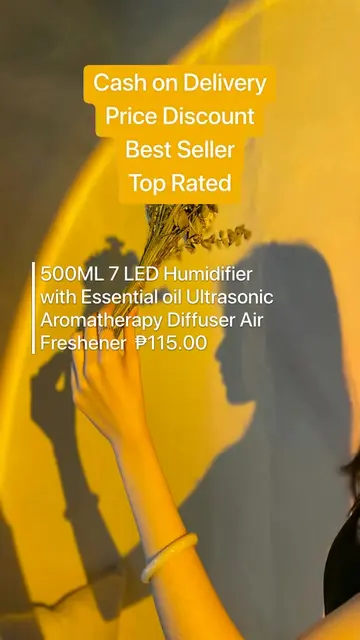 Cash on Delivery
Price Discount
Best Seller
Top Rated
500ML 7 LED Humidifier
with Essential oil Ultrasonic
Aromatherapy Diffuser Air
Freshener ₱115.00